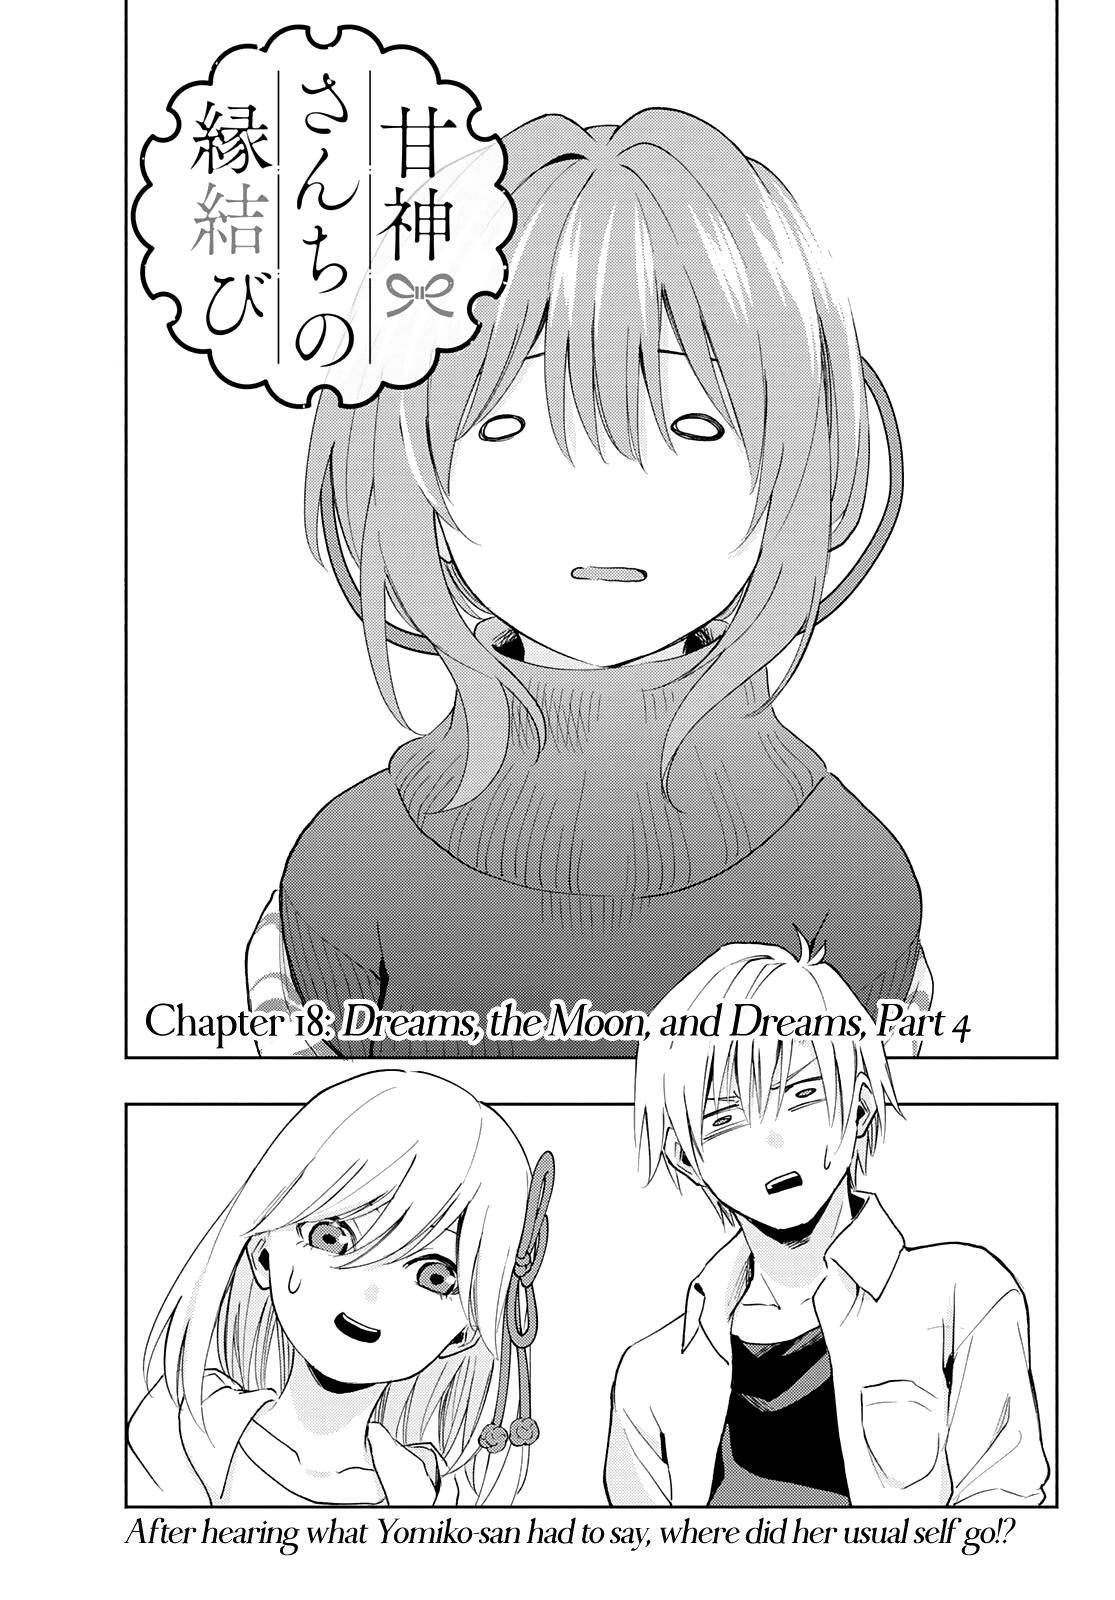 甘神
さんちの
縁結び
Chapter 18: Dreams, the Moon, and Dreams, Part 4
After hearing what Yomiko-san had to say, where did her usual self go!?